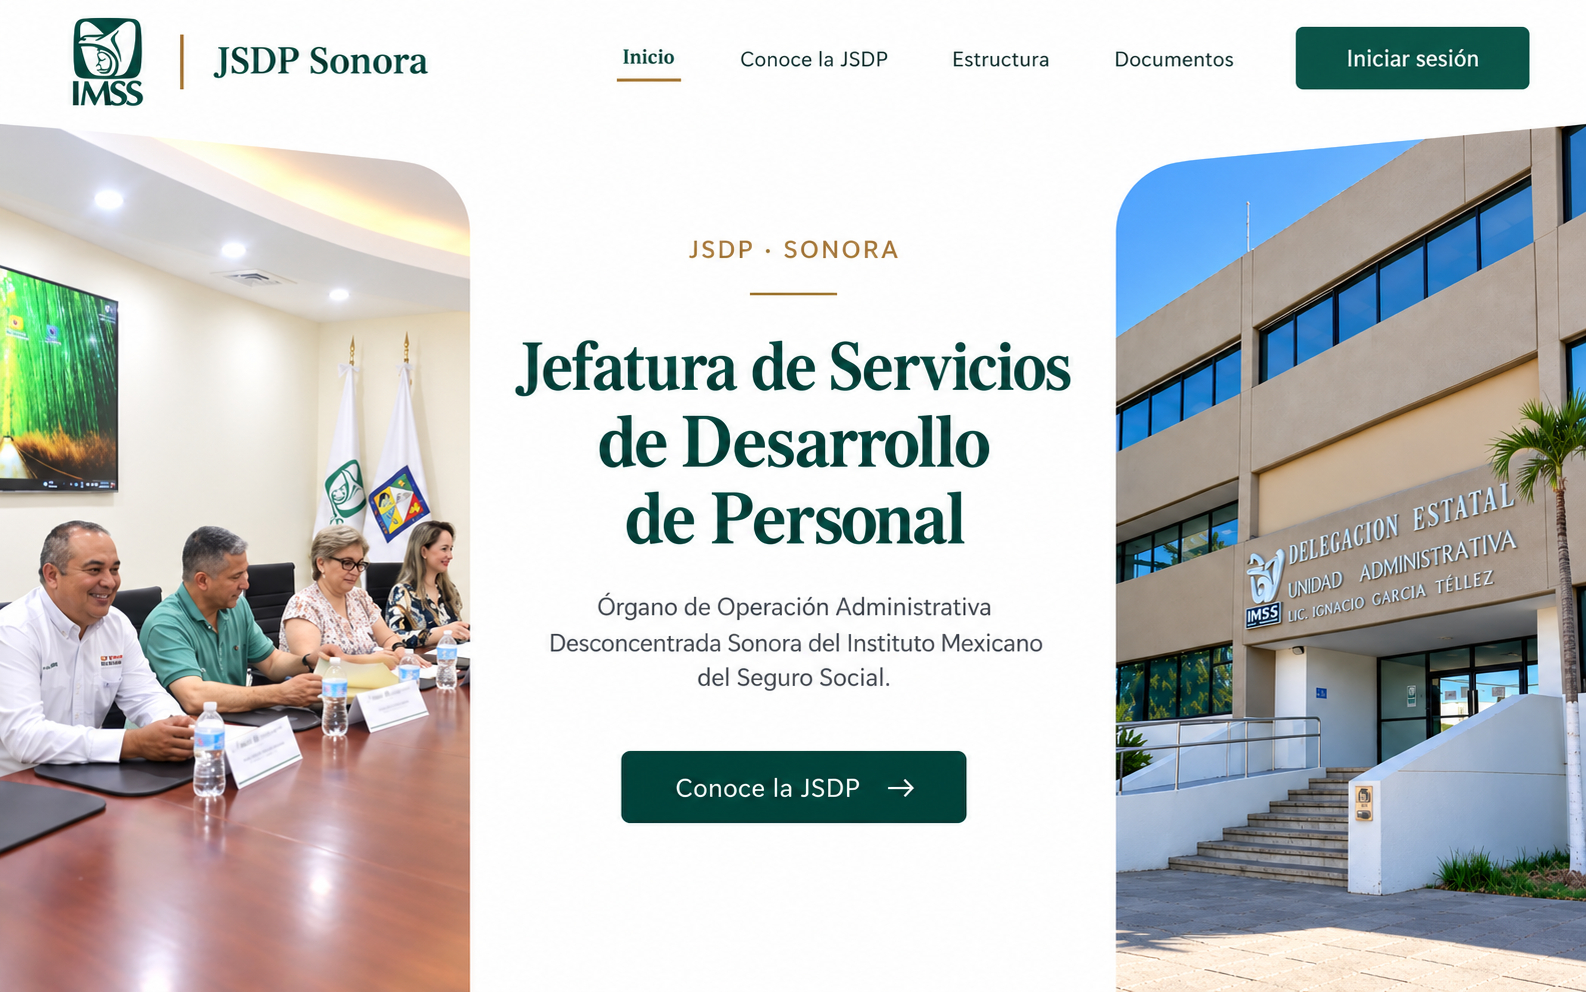 IMSS
JSDP Sonora
Inicio
Conoce la JSDP
Estructura
Documentos
Iniciar sesión
JSDP · SONORA
Jefatura de Servicios
de Desarrollo
de Personal
Órgano de Operación Administrativa
Desconcentrada Sonora del Instituto Mexicano
del Seguro Social.
Conoce la JSDP →
DELEGACION ESTATAL
UNIDAD ADMINISTRATIVA
LIC. IGNACIO GARCIA TÉLLEZ
IMSS